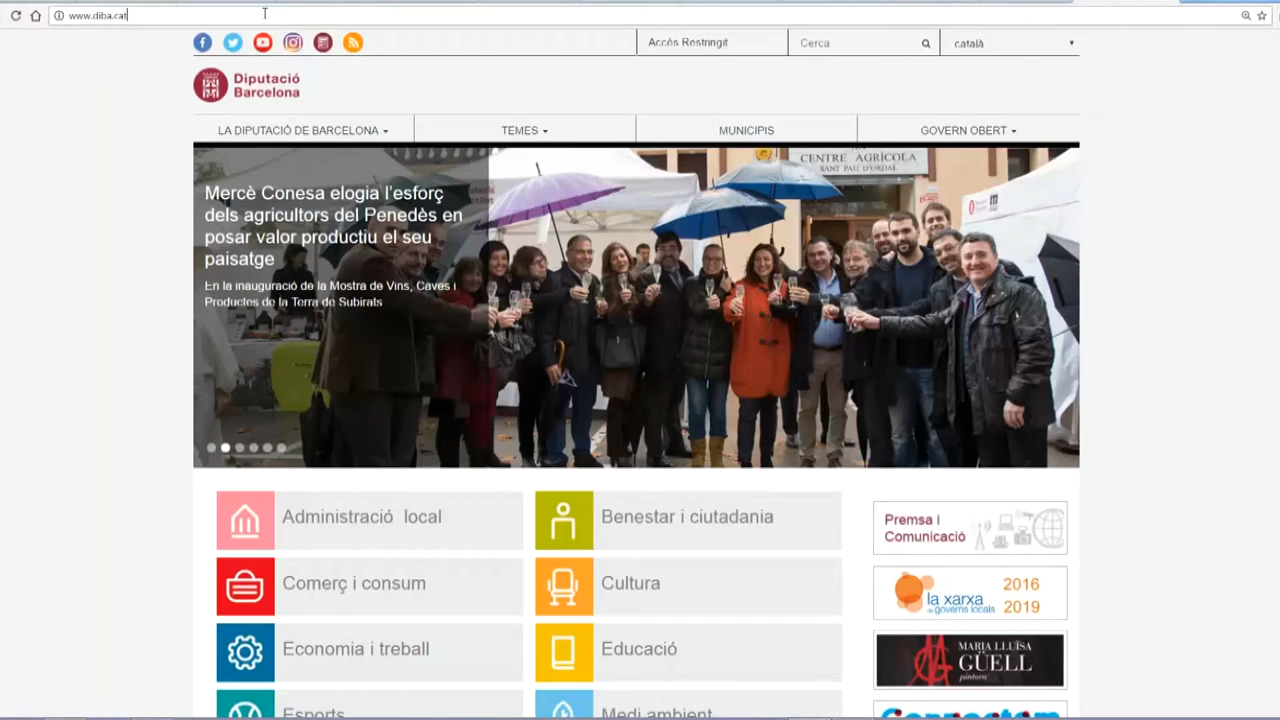 www.diba.cat
Accés Restringit
Cerca
català
Diputació
Barcelona
LA DIPUTACIÓ DE BARCELONA
TEMES
MUNICIPIS
GOVERN OBERT
CENTRE AGRÍCOLA
SANT PAU D'ORDAL
Mercè Conesa elogia l'esforç
dels agricultors del Penedès en
posar valor productiu el seu
paisatge
En la inauguració de la Mostra de Vins, Caves i
Productes de la Terra de Subirats
Administració local
Benestar i ciutadania
Comerç i consum
Cultura
Economia i treball
Educació
Esports
Medi ambient
Premsa i
Comunicació
la xarxa
de governs locals
2016
2019
MARIA LLUÏSA
GÜELL
pintora
Connectem